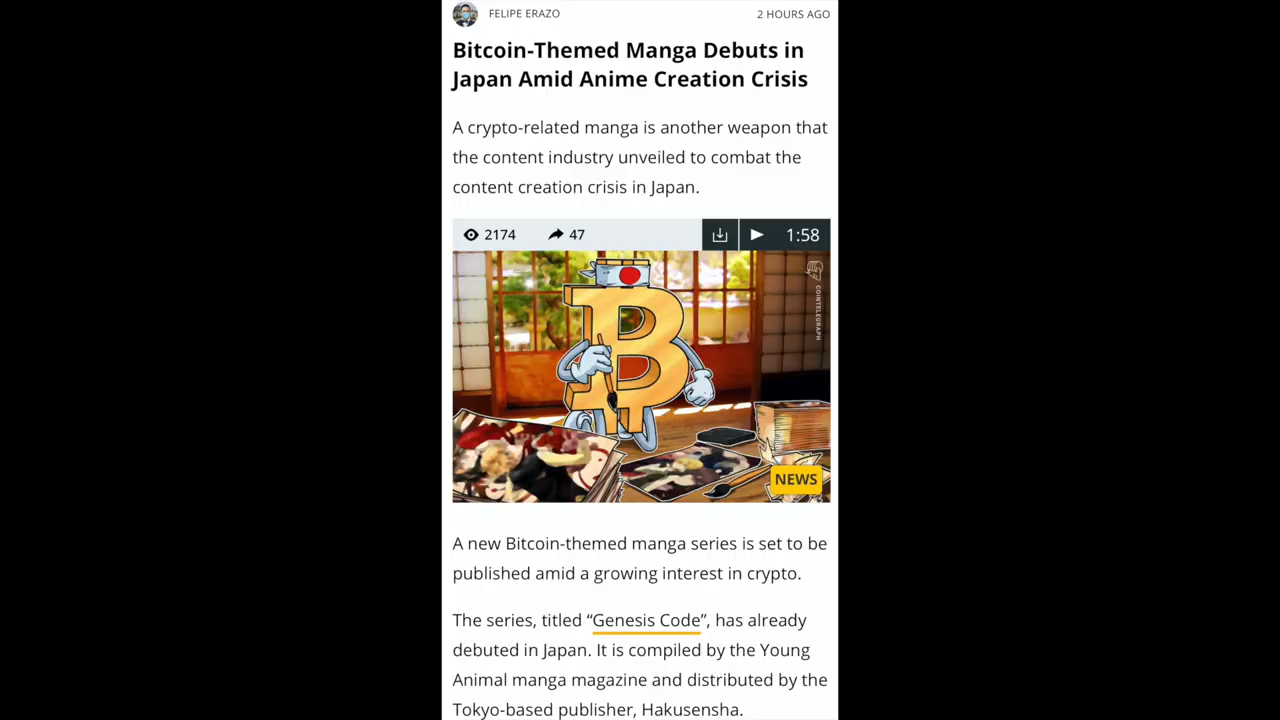 FELIPE ERAZO
2 HOURS AGO
Bitcoin-Themed Manga Debuts in
Japan Amid Anime Creation Crisis
A crypto-related manga is another weapon that
the content industry unveiled to combat the
content creation crisis in Japan.
2174 47 1:58
COINTELEGRAPH
NEWS
A new Bitcoin-themed manga series is set to be
published amid a growing interest in crypto.
The series, titled “Genesis Code”, has already
debuted in Japan. It is compiled by the Young
Animal manga magazine and distributed by the
Tokyo-based publisher, Hakusensha.